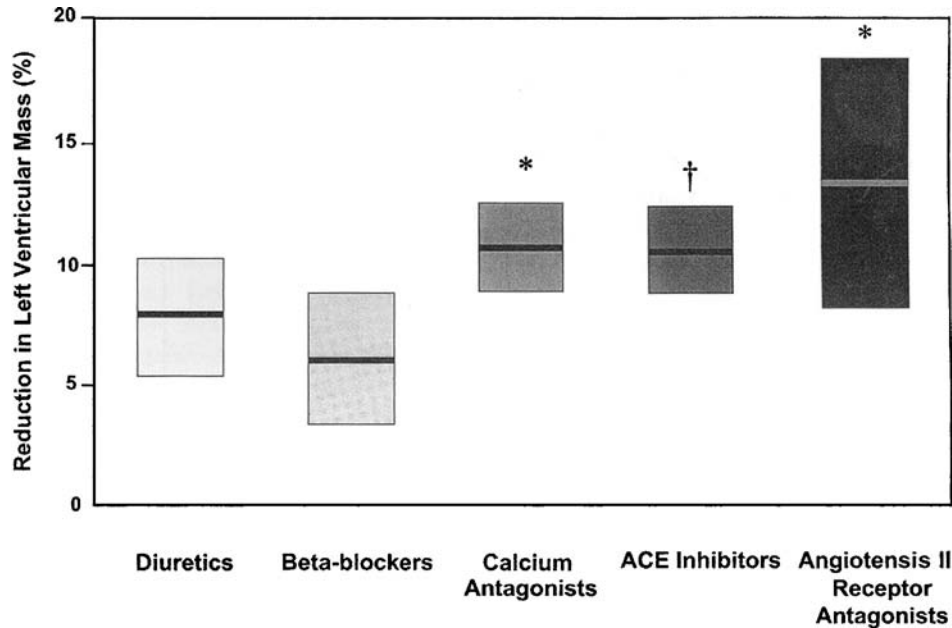 Reduction in Left Ventricular Mass (%)
20
15
10
5
0
*
†
*
Diuretics
Beta-blockers
Calcium
Antagonists
ACE Inhibitors
Angiotensis II
Receptor
Antagonists